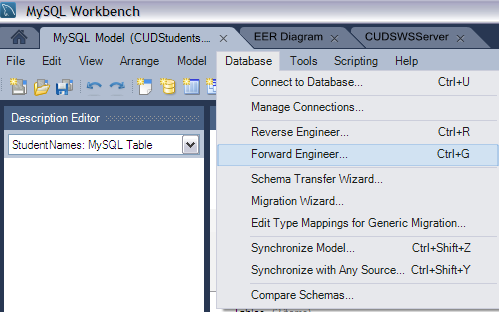 MySQL Workbench
MySQL Model (CUDStudents.... EER Diagram CUDSWSServer
File Edit View Arrange Model Database Tools Scripting Help
Connect to Database... Ctrl+U
Manage Connections...
Description Editor
Reverse Engineer... Ctrl+R
StudentNames: MySQL Table
Forward Engineer... Ctrl+G
Schema Transfer Wizard...
Migration Wizard...
Edit Type Mappings for Generic Migration...
Synchronize Model... Ctrl+Shift+Z
Synchronize with Any Source... Ctrl+Shift+Y
Compare Schemas...